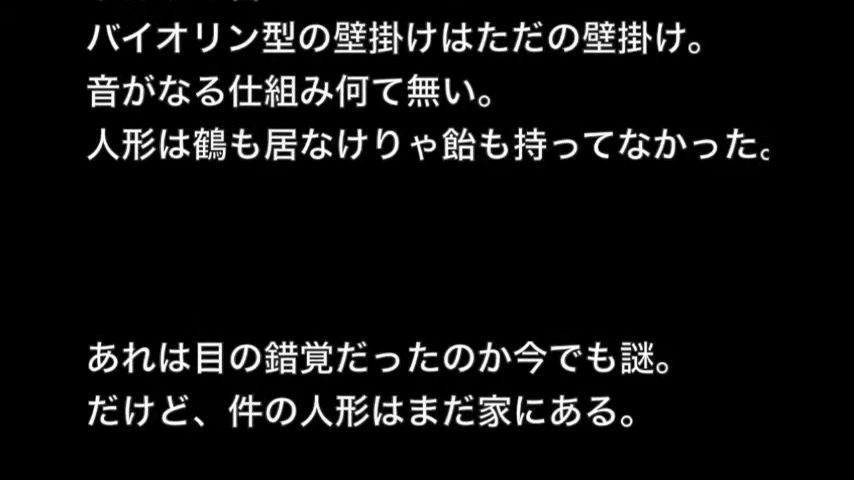 バイオリン型の壁掛けはただの壁掛け。
音がなる仕組み何て無い。
人形は鶴も居なけりゃ飴も持ってなかった。
あれは目の錯覚だったのか今でも謎。
だけど、件の人形はまだ家にある。